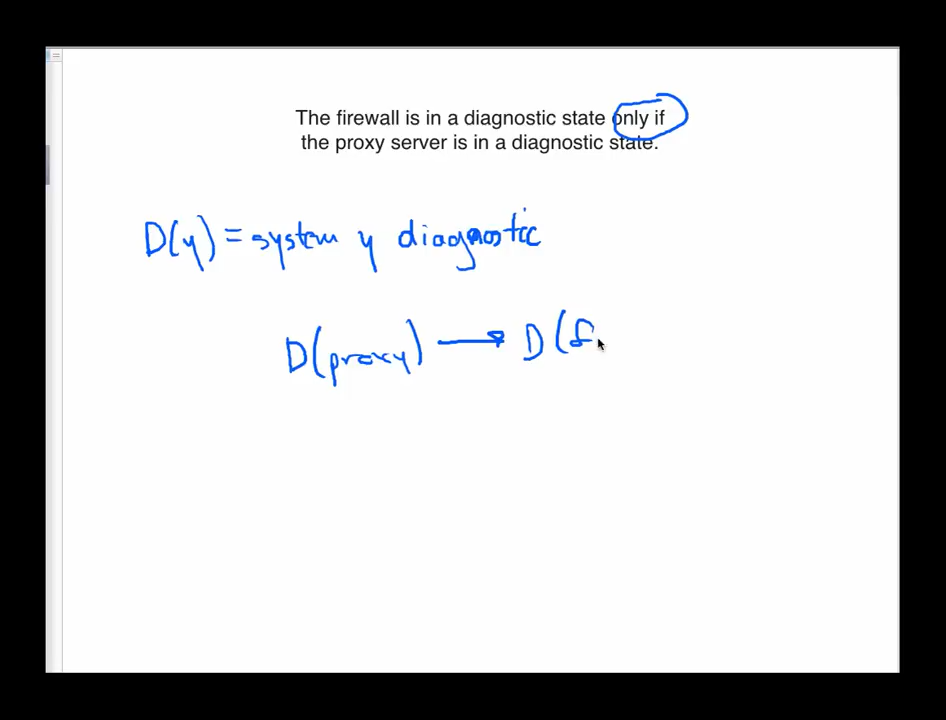 The firewall is in a diagnostic state only if
the proxy server is in a diagnostic state.
D(y) = system y diagnostic
D(proxy) → D(f